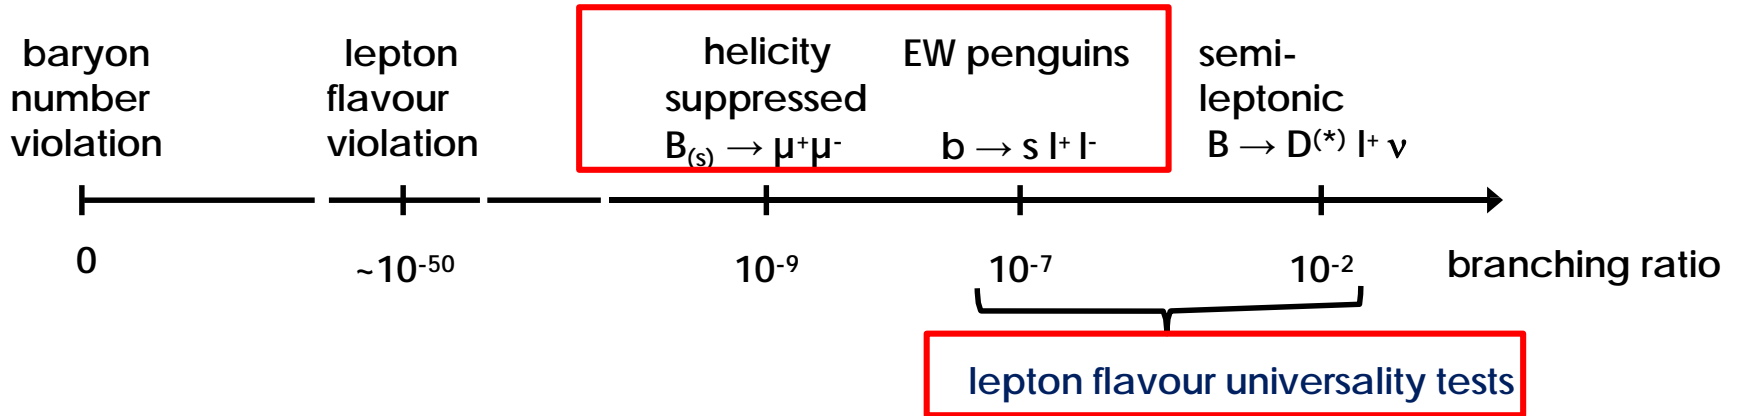 baryon
number
violation
lepton
flavour
violation
helicity
suppressed
B₍ₛ₎ → μ⁺μ⁻
EW penguins
b → s l⁺ l⁻
semi-
leptonic
B → D⁽*⁾ l⁺ ν
0
~10⁻⁵⁰
10⁻⁹
10⁻⁷
10⁻²
branching ratio
lepton flavour universality tests